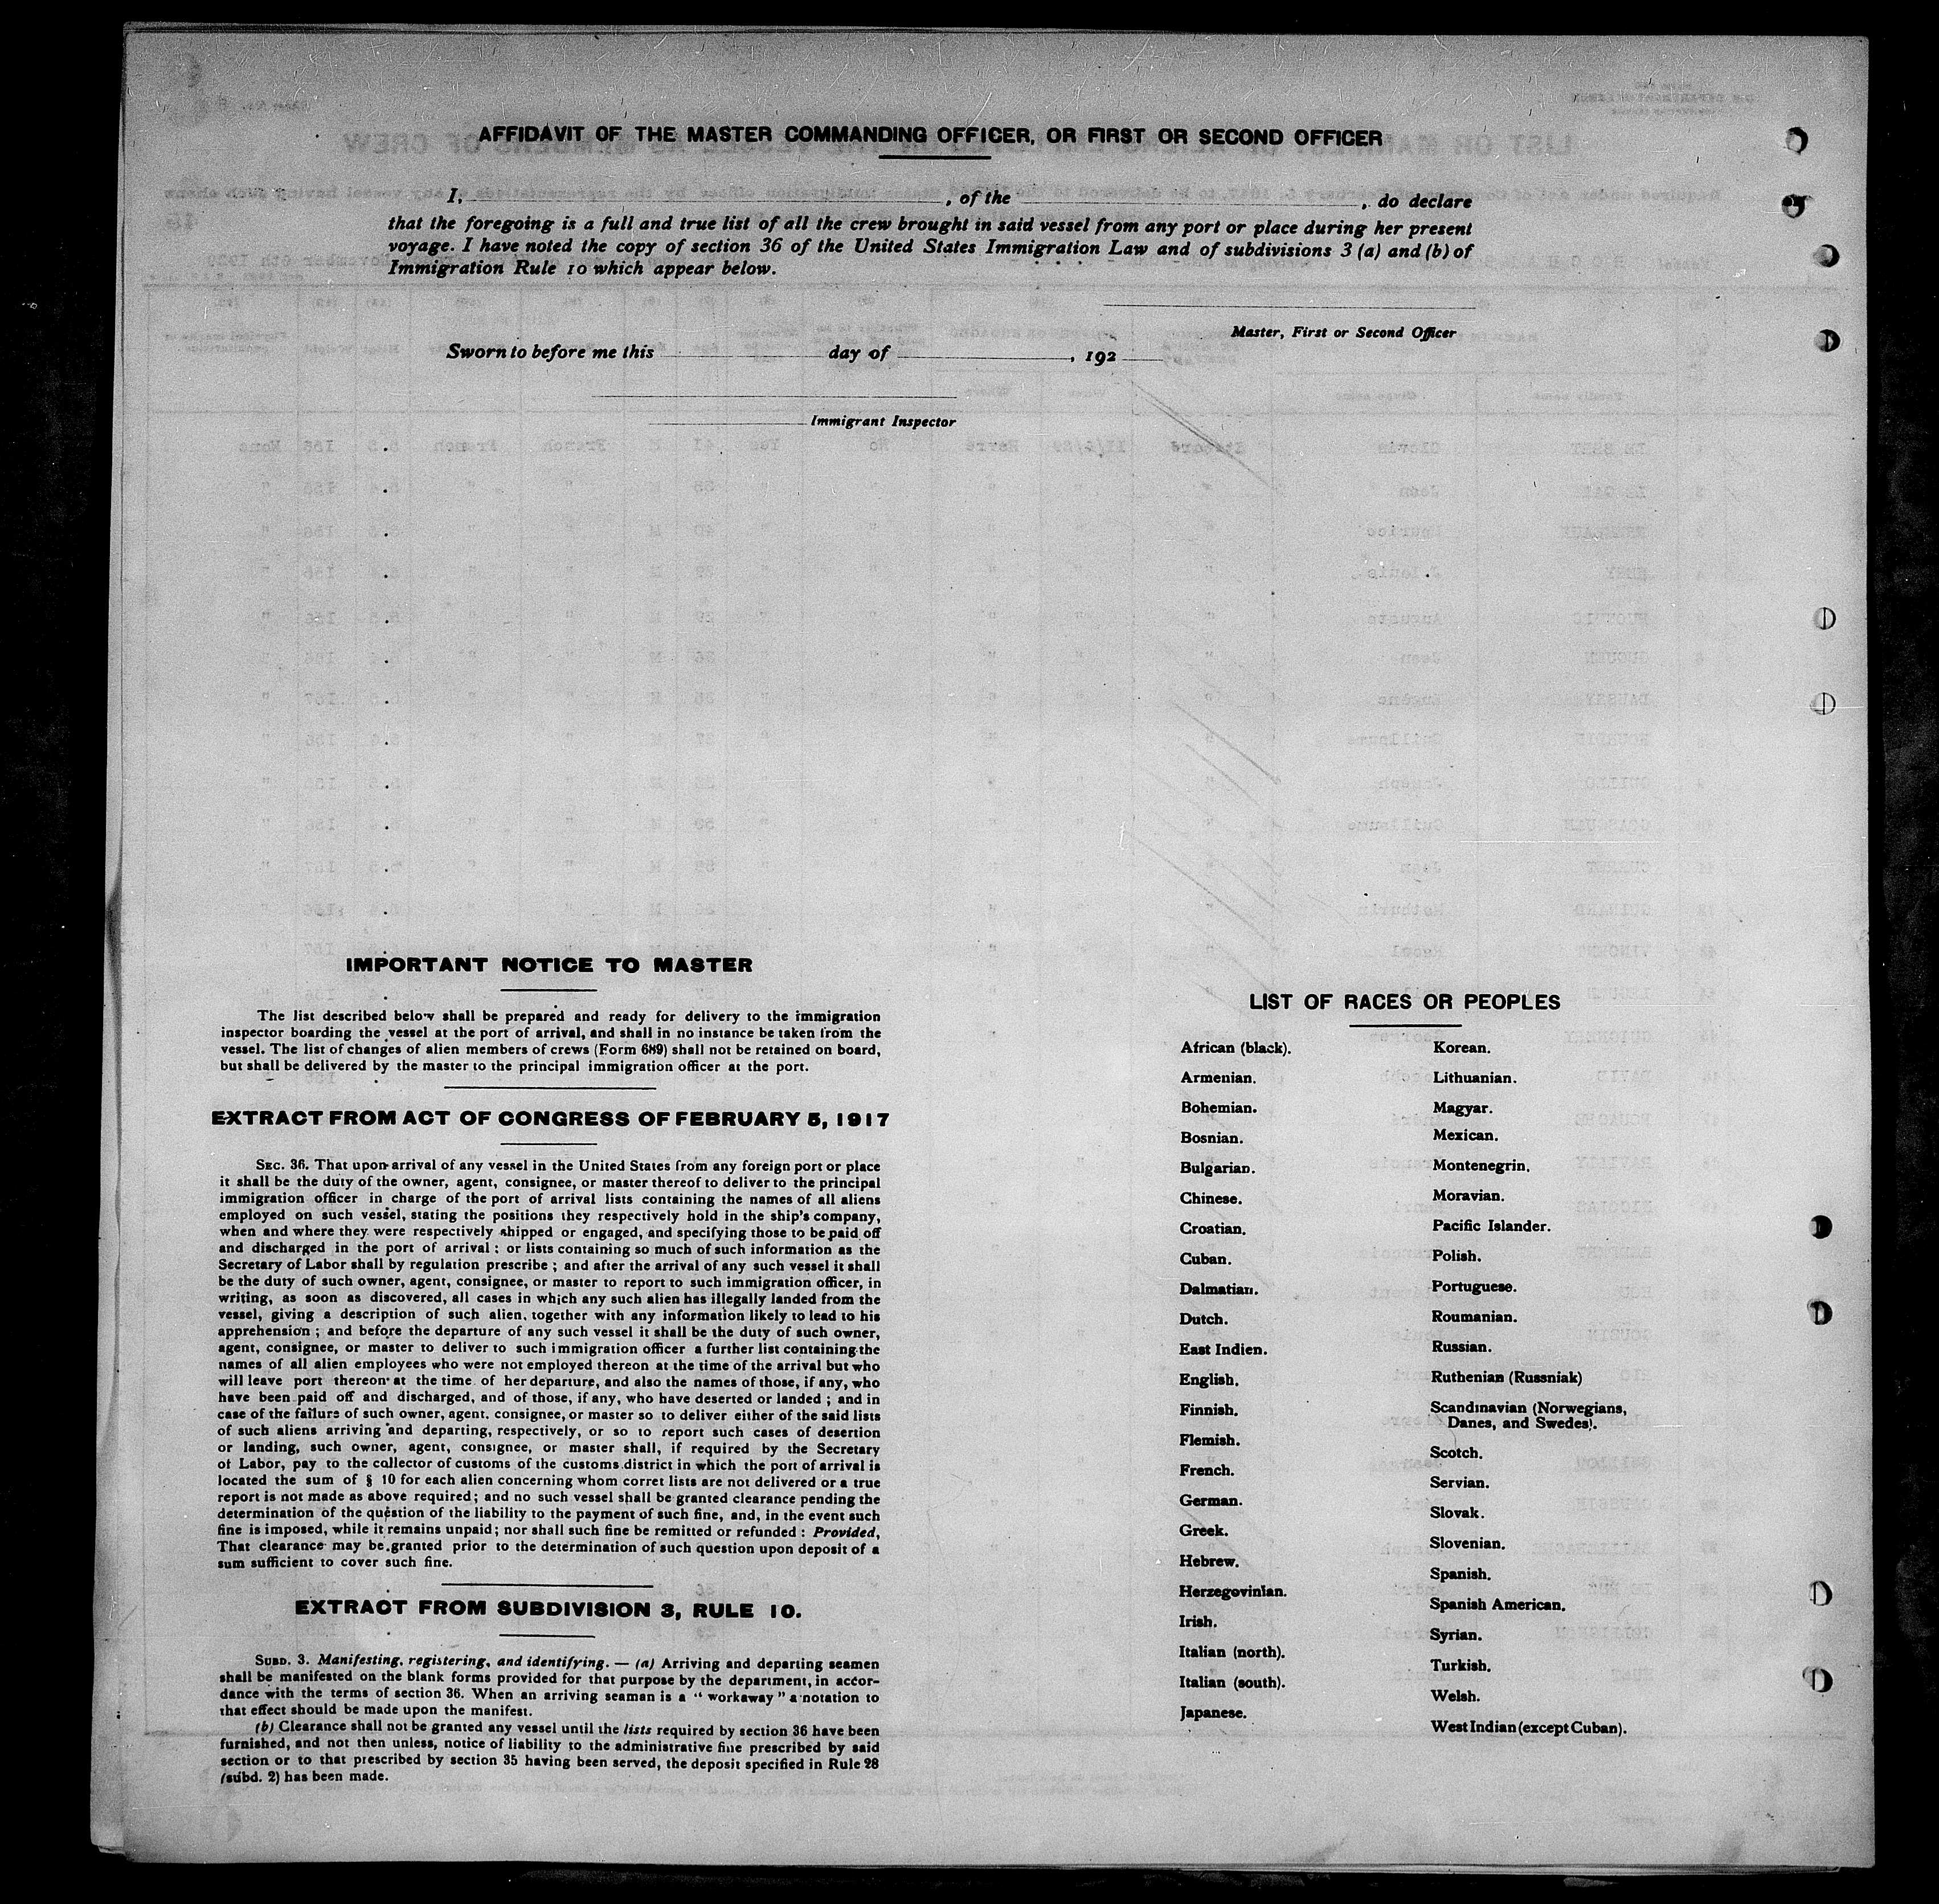 AFFIDAVIT OF THE MASTER COMMANDING OFFICER, OR FIRST OR SECOND OFFICER
I, , of the , do declare
that the foregoing is a full and true list of all the crew brought in said vessel from any port or place during her present
voyage. I have noted the copy of section 36 of the United States Immigration Law and of subdivisions 3 (a) and (b) of
Immigration Rule 10 which appear below.
Master, First or Second Officer
Sworn to before me this day of , 192
Immigrant Inspector
IMPORTANT NOTICE TO MASTER
The list described below shall be prepared and ready for delivery to the immigration
inspector boarding the vessel at the port of arrival, and shall in no instance be taken from the
vessel. The list of changes of alien members of crews (Form 689) shall not be retained on board,
but shall be delivered by the master to the principal immigration officer at the port.
EXTRACT FROM ACT OF CONGRESS OF FEBRUARY 5, 1917
SEC. 36. That upon arrival of any vessel in the United States from any foreign port or place
it shall be the duty of the owner, agent, consignee, or master thereof to deliver to the principal
immigration officer in charge of the port of arrival lists containing the names of all aliens
employed on such vessel, stating the positions they respectively hold in the ship's company,
when and where they were respectively shipped or engaged, and specifying those to be paid off
and discharged in the port of arrival : or lists containing so much of such information as the
Secretary of Labor shall by regulation prescribe ; and after the arrival of any such vessel it shall
be the duty of such owner, agent, consignee, or master to report to such immigration officer, in
writing, as soon as discovered, all cases in which any such alien has illegally landed from the
vessel, giving a description of such alien, together with any information likely to lead to his
apprehension ; and before the departure of any such vessel it shall be the duty of such owner,
agent, consignee, or master to deliver to such immigration officer a further list containing the
names of all alien employees who were not employed thereon at the time of the arrival but who
will leave port thereon at the time of her departure, and also the names of those, if any, who
have been paid off and discharged, and of those, if any, who have deserted or landed ; and in
case of the failure of such owner, agent, consignee, or master so to deliver either of the said lists
of such aliens arriving and departing, respectively, or so to report such cases of desertion
or landing, such owner, agent, consignee, or master shall, if required by the Secretary
of Labor, pay to the collector of customs of the customs district in which the port of arrival is
located the sum of § 10 for each alien concerning whom corret lists are not delivered or a true
report is not made as above required; and no such vessel shall be granted clearance pending the
determination of the question of the liability to the payment of such fine, and, in the event such
fine is imposed, while it remains unpaid; nor shall such fine be remitted or refunded : Provided,
That clearance may be granted prior to the determination of such question upon deposit of a
sum sufficient to cover such fine.
EXTRACT FROM SUBDIVISION 3, RULE 10.
SUBD. 3. Manifesting, registering, and identifying. — (a) Arriving and departing seamen
shall be manifested on the blank forms provided for that purpose by the department, in accor-
dance with the terms of section 36. When an arriving seaman is a " workaway " a notation to
that effect should be made upon the manifest.
(b) Clearance shall not be granted any vessel until the lists required by section 36 have been
furnished, and not then unless, notice of liability to the administrative fine prescribed by said
section or to that prescribed by section 35 having been served, the deposit specified in Rule 28
(subd. 2) has been made.
LIST OF RACES OR PEOPLES
African (black).
Armenian.
Bohemian.
Bosnian.
Bulgarian.
Chinese.
Croatian.
Cuban.
Dalmatian.
Dutch.
East Indien.
English.
Finnish.
Flemish.
French.
German.
Greek.
Hebrew.
Herzegovinian.
Irish.
Italian (north).
Italian (south).
Japanese.
Korean.
Lithuanian.
Magyar.
Mexican.
Montenegrin.
Moravian.
Pacific Islander.
Polish.
Portuguese.
Roumanian.
Russian.
Ruthenian (Russniak)
Scandinavian (Norwegians,
Danes, and Swedes).
Scotch.
Servian.
Slovak.
Slovenian.
Spanish.
Spanish American.
Syrian.
Turkish.
Welsh.
West Indian (except Cuban).